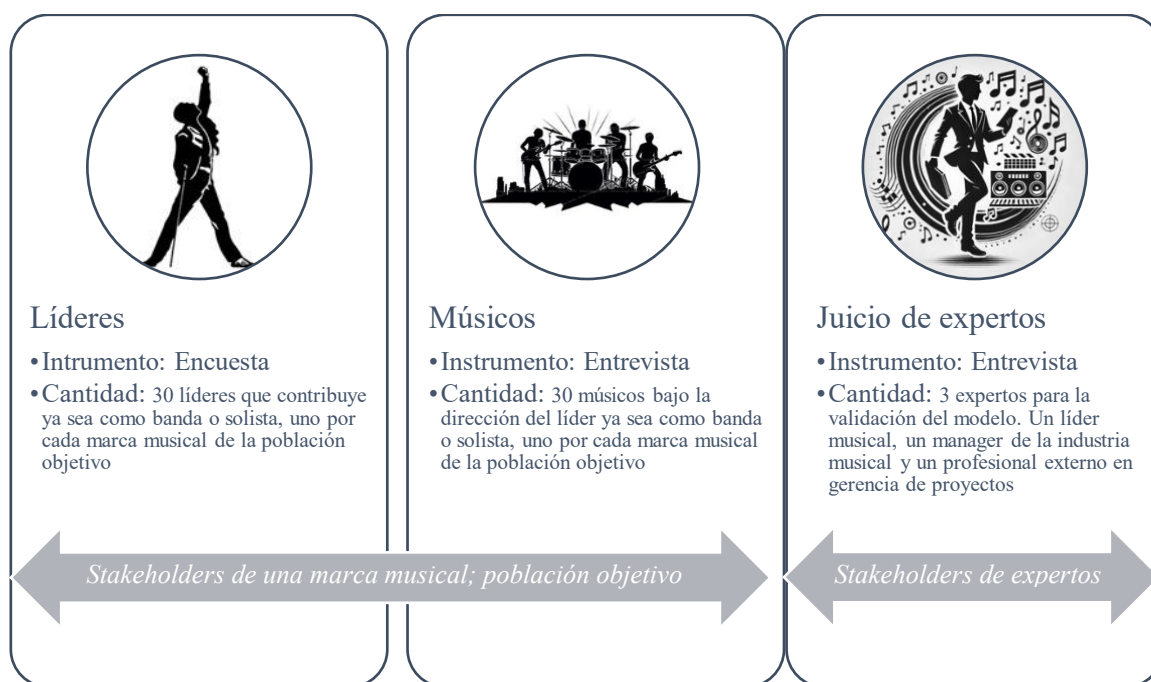 Líderes
•Intrumento: Encuesta
•Cantidad: 30 líderes que contribuye
ya sea como banda o solista, uno por
cada marca musical de la población
objetivo
Músicos
•Instrumento: Entrevista
•Cantidad: 30 músicos bajo la
dirección del líder ya sea como banda
o solista, uno por cada marca musical
de la población objetivo
Juicio de expertos
•Instrumento: Entrevista
•Cantidad: 3 expertos para la
validación del modelo. Un líder
musical, un manager de la industria
musical y un profesional externo en
gerencia de proyectos
Stakeholders de una marca musical; población objetivo
Stakeholders de expertos